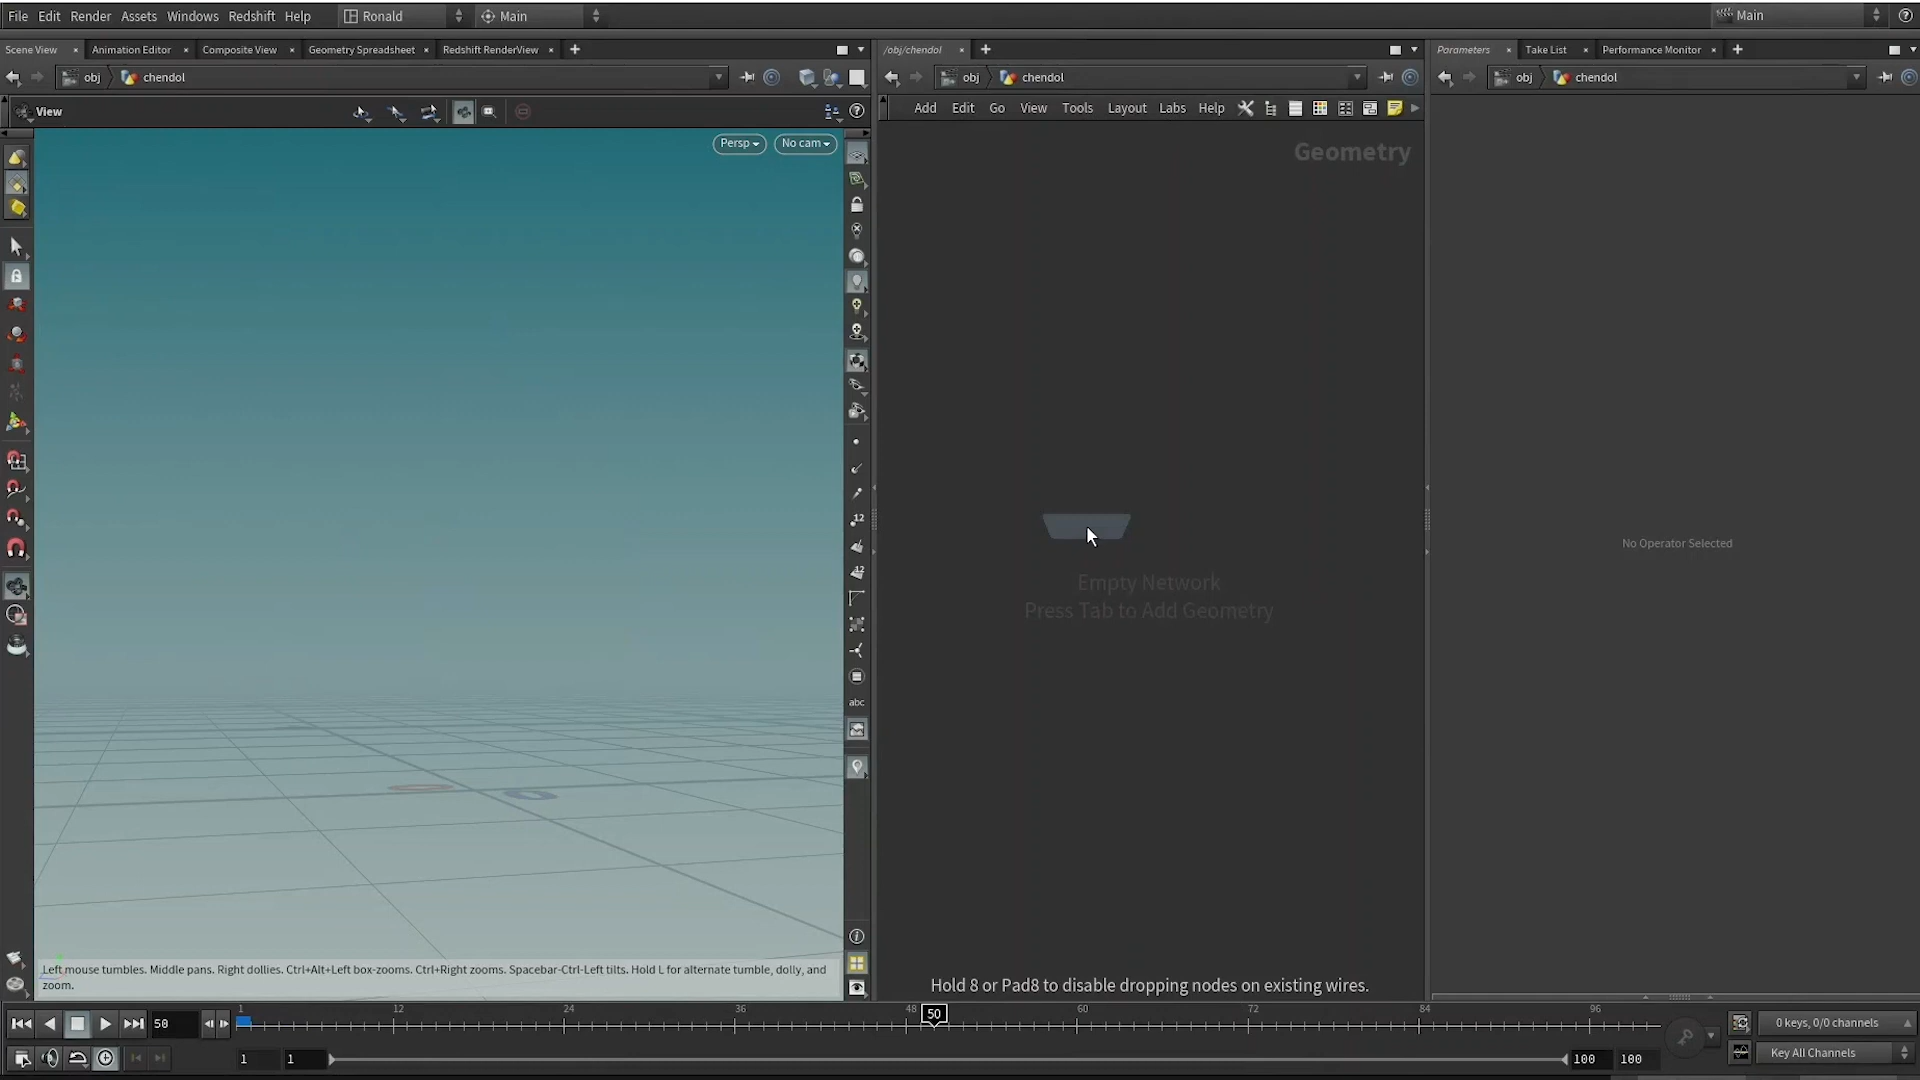 File Edit Render Assets Windows Redshift Help Ronald Main Main
Scene View Animation Editor Composite View Geometry Spreadsheet Redshift RenderView /obj/chendol Parameters Take List Performance Monitor
obj chendol obj chendol obj chendol
View
Add Edit Go View Tools Layout Labs Help
Persp No cam
Geometry
12
12
No Operator Selected
Empty Network
Press Tab to Add Geometry
abc
Left mouse tumbles. Middle pans. Right dollies. Ctrl+Alt+Left box-zooms. Ctrl+Right zooms. Spacebar-Ctrl-Left tilts. Hold L for alternate tumble, dolly, and
zoom.
Hold 8 or Pad8 to disable dropping nodes on existing wires.
1 12 24 36 48 60 72 84 96
50 50 0 keys, 0/0 channels
1 1 100 100 Key All Channels